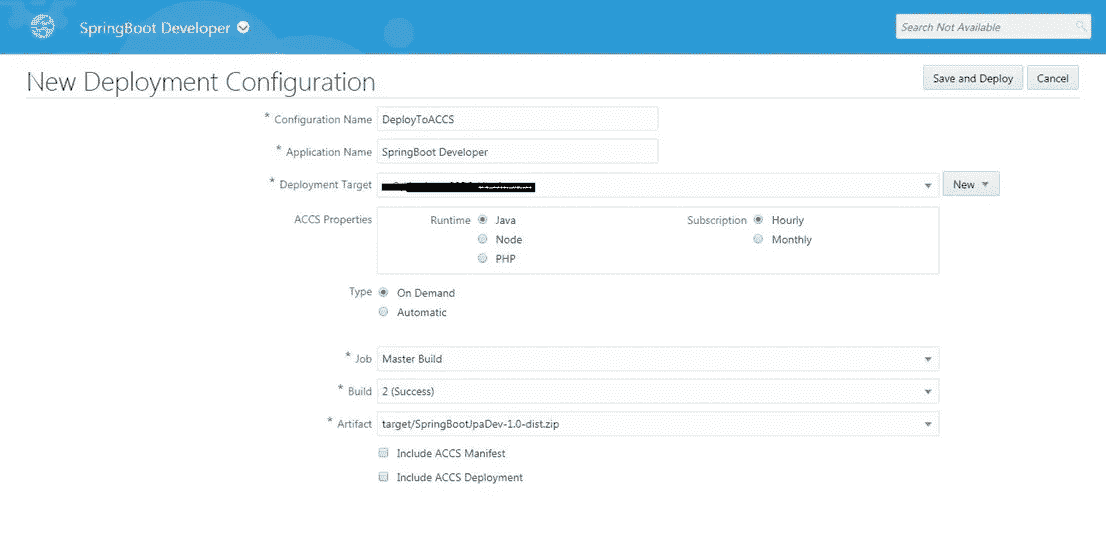 SpringBoot Developer
Search Not Available
New Deployment Configuration
Save and Deploy Cancel
* Configuration Name DeployToACCS
* Application Name SpringBoot Developer
* Deployment Target New
ACCS Properties Runtime Java Subscription Hourly
Node Monthly
PHP
Type On Demand
Automatic
* Job Master Build
* Build 2 (Success)
* Artifact target/SpringBootJpaDev-1.0-dist.zip
Include ACCS Manifest
Include ACCS Deployment